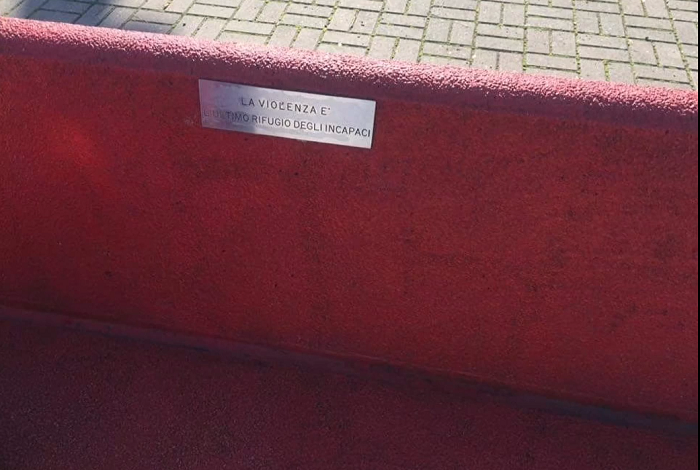 LA VIOLENZA E'
L'ULTIMO RIFUGIO DEGLI INCAPACI